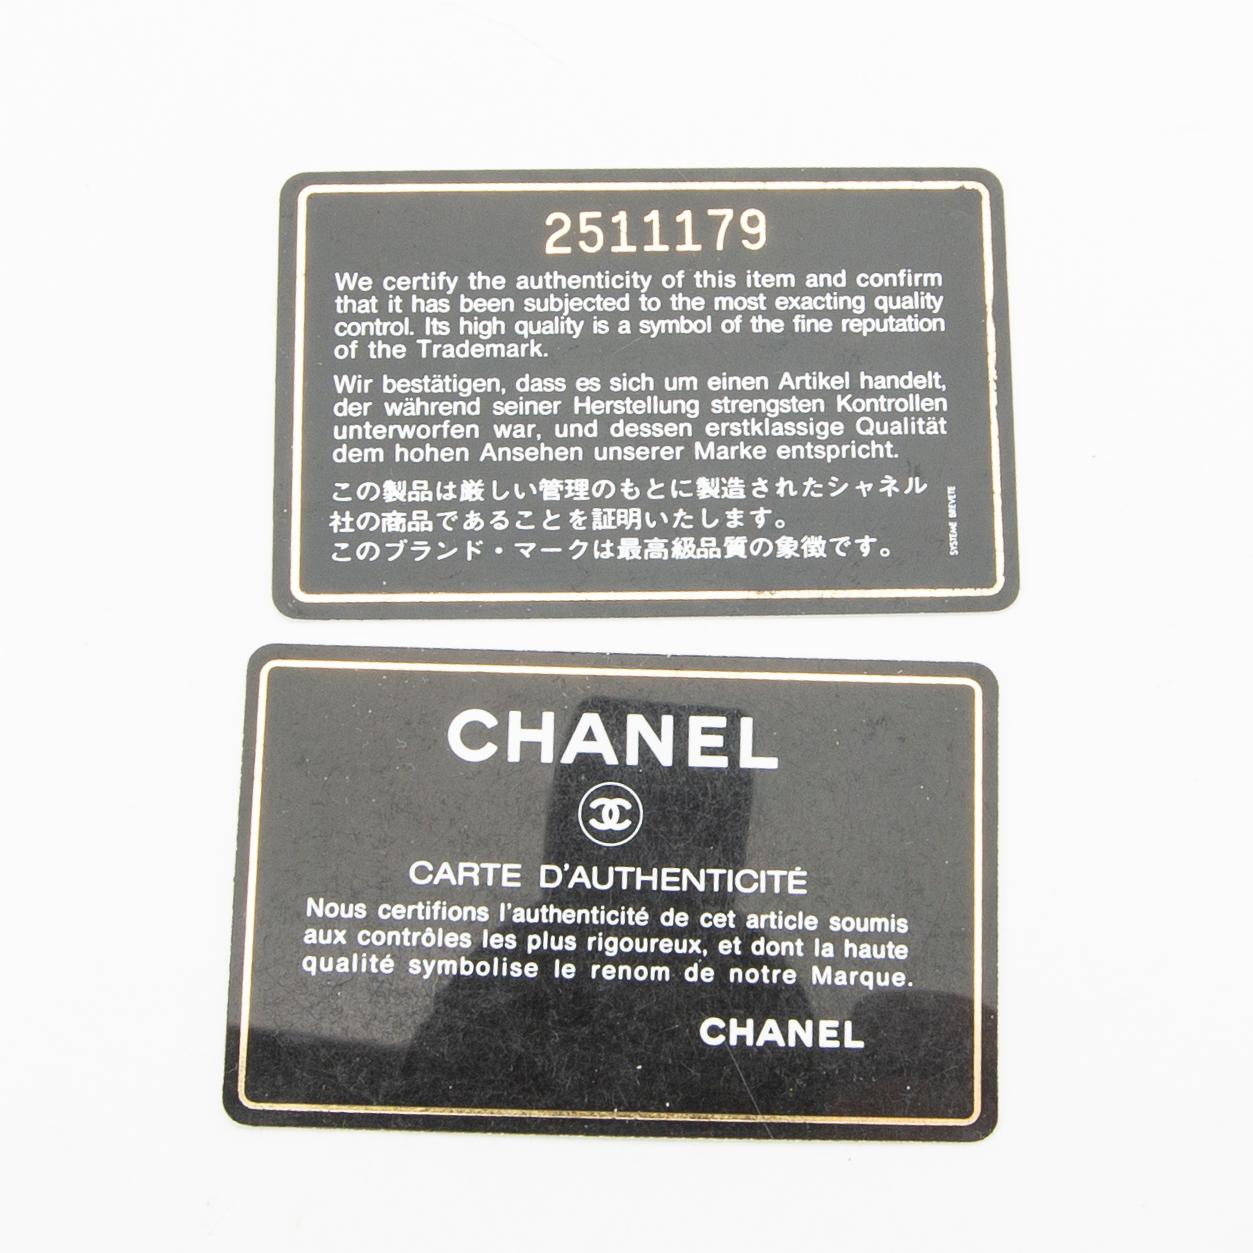 2511179
We certify the authenticity of this item and confirm
that it has been subjected to the most exacting quality
control. Its high quality is a symbol of the fine reputation
of the Trademark.
Wir bestätigen, dass es sich um einen Artikel handelt,
der während seiner Herstellung strengsten Kontrollen
unterworfen war, und dessen erstklassige Qualität
dem hohen Ansehen unserer Marke entspricht.
この製品は厳しい管理のもとに製造されたシャネル
社の商品であることを証明いたします。
このブランド・マークは最高級品質の象徴です。
SYSTEME BREVETE
CHANEL
CARTE D'AUTHENTICITÉ
Nous certifions l'authenticité de cet article soumis
aux contrôles les plus rigoureux, et dont la haute
qualité symbolise le renom de notre Marque.
CHANEL